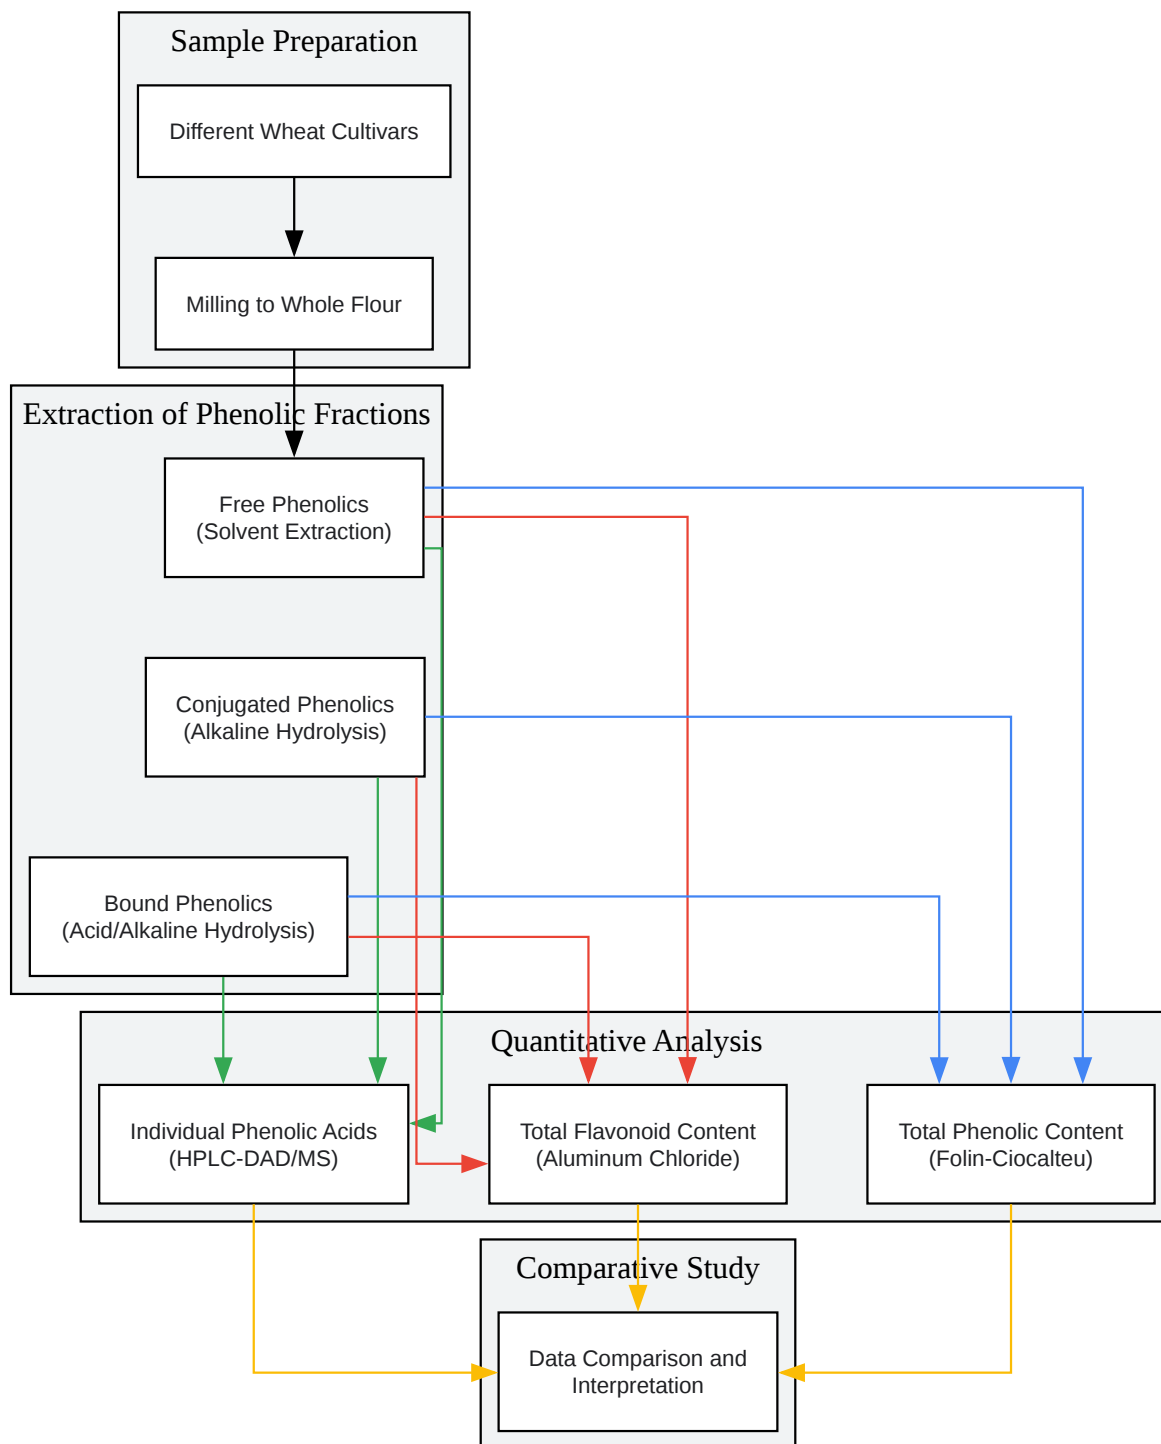 Sample Preparation
Different Wheat Cultivars
Milling to Whole Flour
Extraction of Phenolic Fractions
Free Phenolics
(Solvent Extraction)
Conjugated Phenolics
(Alkaline Hydrolysis)
Bound Phenolics
(Acid/Alkaline Hydrolysis)
Quantitative Analysis
Individual Phenolic Acids
(HPLC-DAD/MS)
Total Flavonoid Content
(Aluminum Chloride)
Total Phenolic Content
(Folin-Ciocalteu)
Comparative Study
Data Comparison and
Interpretation